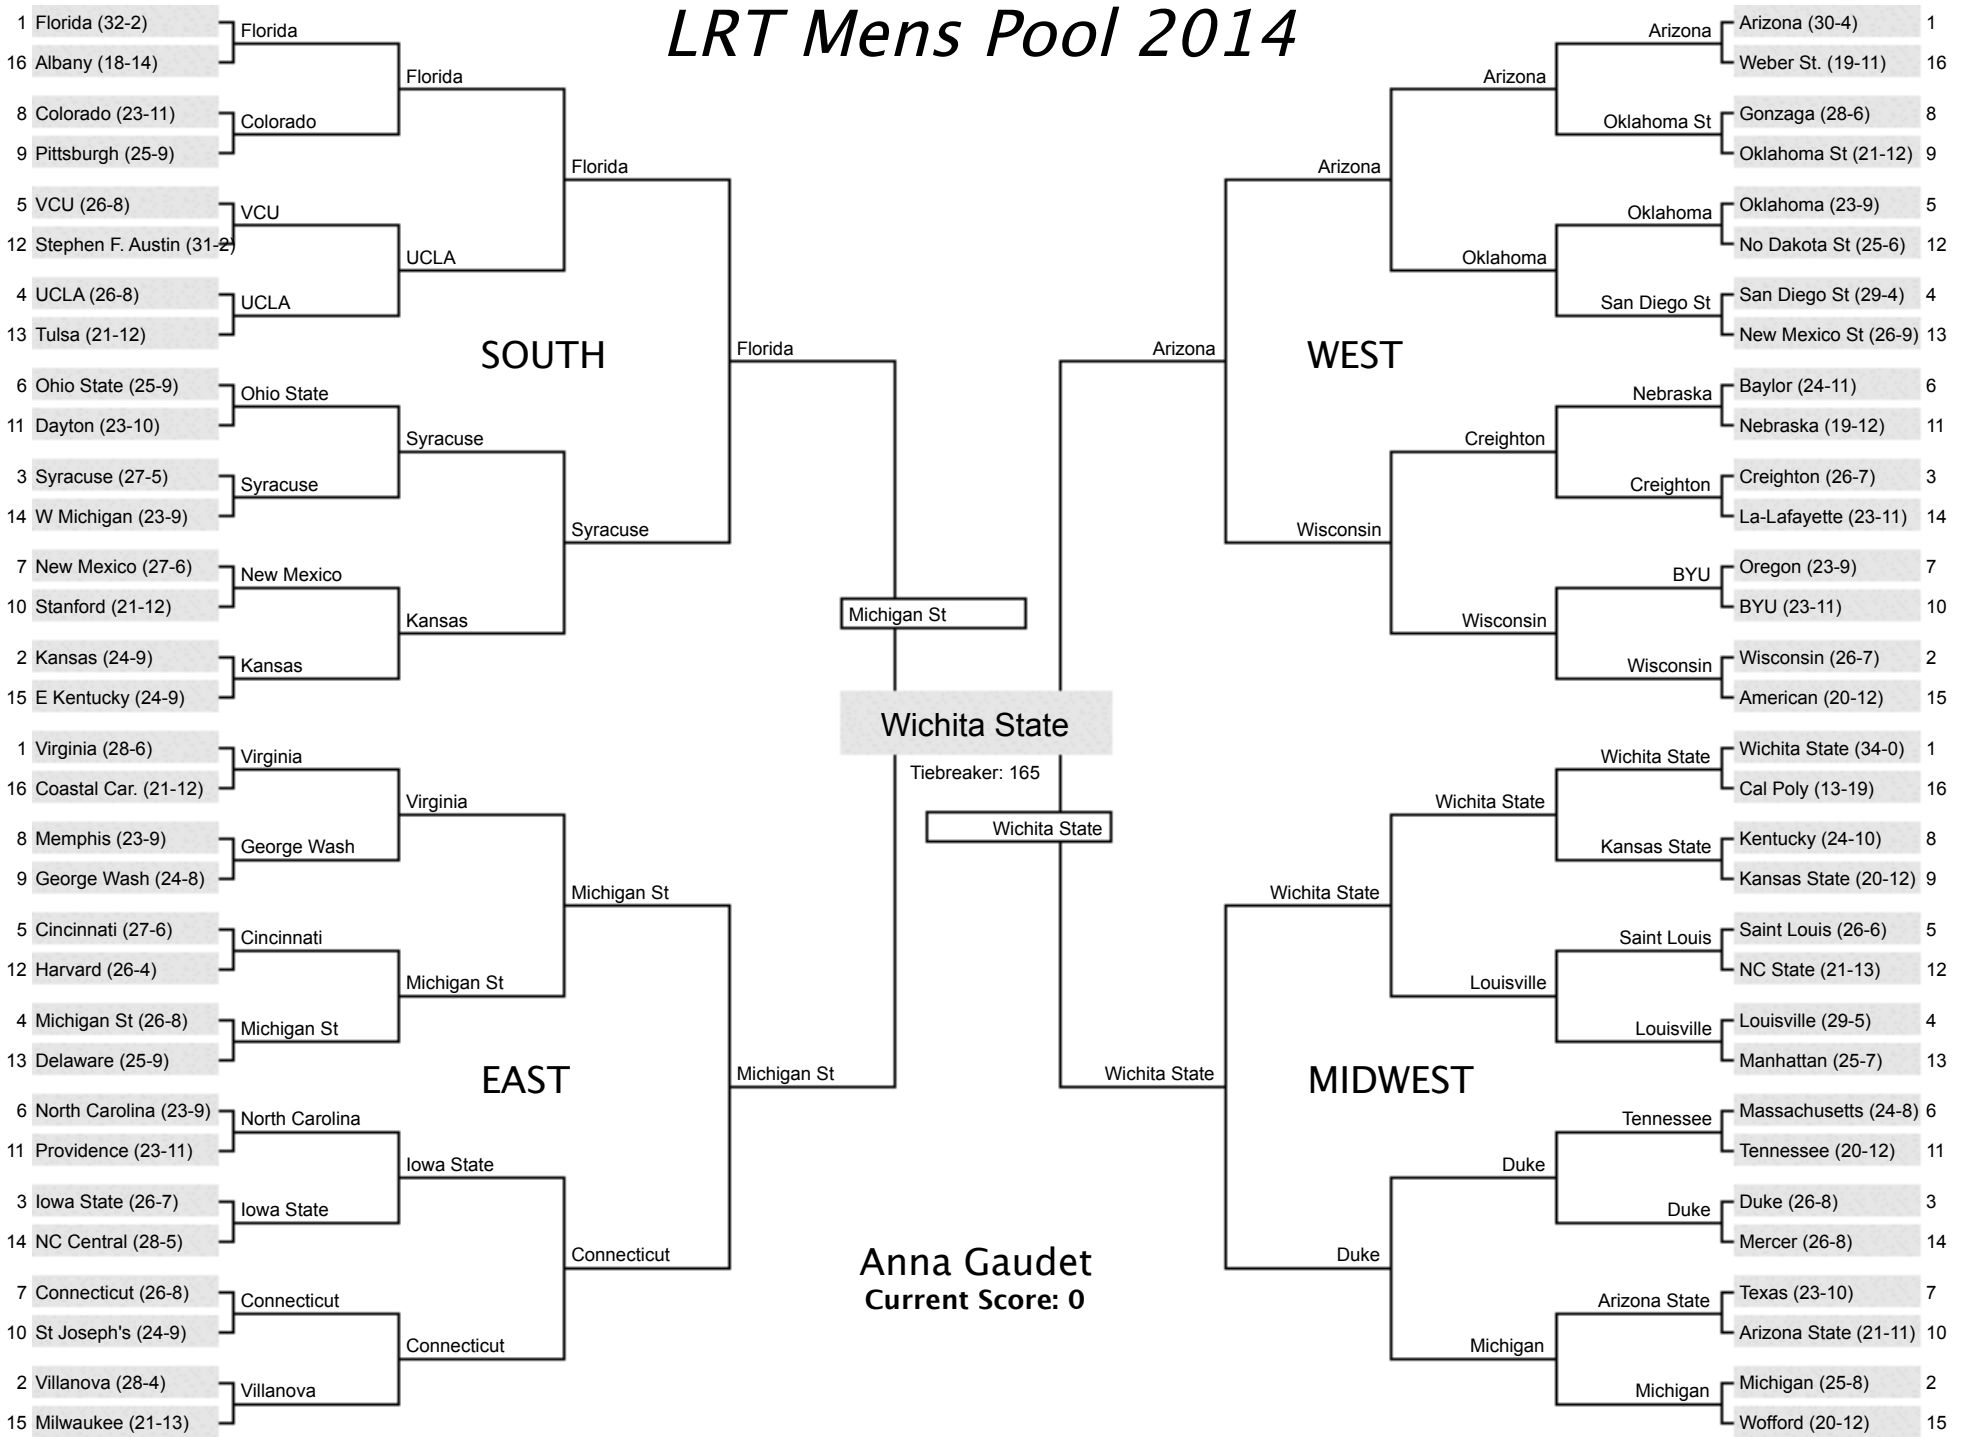 LRT Mens Pool 2014
1 Florida (32-2)
Florida
16 Albany (18-14)
Florida
8 Colorado (23-11)
Colorado
9 Pittsburgh (25-9)
Florida
5 VCU (26-8)
VCU
12 Stephen F. Austin (31-2)
UCLA
4 UCLA (26-8)
UCLA
13 Tulsa (21-12)
SOUTH
Florida
6 Ohio State (25-9)
Ohio State
11 Dayton (23-10)
Syracuse
3 Syracuse (27-5)
Syracuse
14 W Michigan (23-9)
Syracuse
7 New Mexico (27-6)
New Mexico
10 Stanford (21-12)
Kansas
2 Kansas (24-9)
Kansas
15 E Kentucky (24-9)
1 Virginia (28-6)
Virginia
16 Coastal Car. (21-12)
Virginia
8 Memphis (23-9)
George Wash
9 George Wash (24-8)
Michigan St
5 Cincinnati (27-6)
Cincinnati
12 Harvard (26-4)
Michigan St
4 Michigan St (26-8)
Michigan St
13 Delaware (25-9)
EAST
Michigan St
6 North Carolina (23-9)
North Carolina
11 Providence (23-11)
Iowa State
3 Iowa State (26-7)
Iowa State
14 NC Central (28-5)
Connecticut
7 Connecticut (26-8)
Connecticut
10 St Joseph's (24-9)
Connecticut
2 Villanova (28-4)
Villanova
15 Milwaukee (21-13)
Michigan St
Wichita State
Tiebreaker: 165
Wichita State
Anna Gaudet
Current Score: 0
Arizona (30-4) 1
Arizona
Weber St. (19-11) 16
Arizona
Gonzaga (28-6) 8
Oklahoma St
Oklahoma St (21-12) 9
Arizona
Oklahoma (23-9) 5
Oklahoma
No Dakota St (25-6) 12
Oklahoma
San Diego St (29-4) 4
San Diego St
New Mexico St (26-9) 13
Arizona
WEST
Baylor (24-11) 6
Nebraska
Nebraska (19-12) 11
Creighton
Creighton (26-7) 3
Creighton
La-Lafayette (23-11) 14
Wisconsin
Oregon (23-9) 7
BYU
BYU (23-11) 10
Wisconsin
Wisconsin (26-7) 2
Wisconsin
American (20-12) 15
Wichita State (34-0) 1
Wichita State
Cal Poly (13-19) 16
Wichita State
Kentucky (24-10) 8
Kansas State
Kansas State (20-12) 9
Wichita State
Saint Louis (26-6) 5
Saint Louis
NC State (21-13) 12
Louisville
Louisville (29-5) 4
Louisville
Manhattan (25-7) 13
Wichita State
MIDWEST
Massachusetts (24-8) 6
Tennessee
Tennessee (20-12) 11
Duke
Duke (26-8) 3
Duke
Mercer (26-8) 14
Duke
Texas (23-10) 7
Arizona State
Arizona State (21-11) 10
Michigan
Michigan (25-8) 2
Michigan
Wofford (20-12) 15